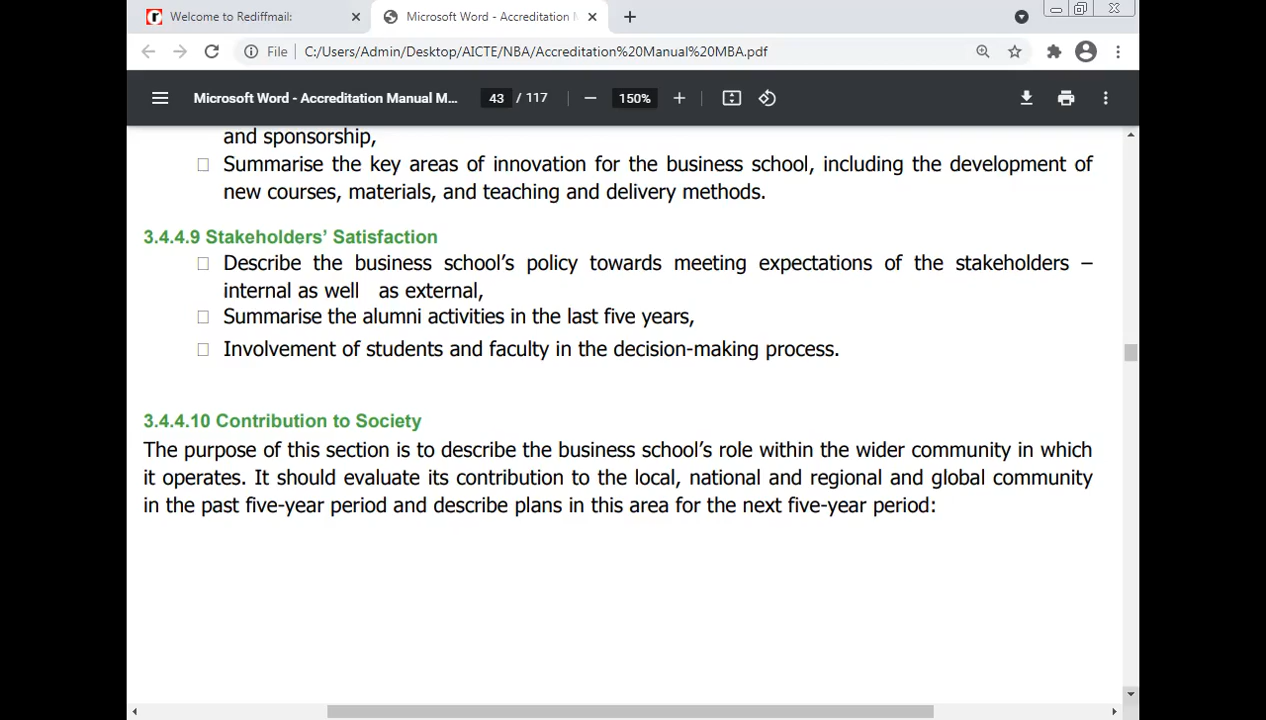 Welcome to Rediffmail:
Microsoft Word - Accreditation M
File C:/Users/Admin/Desktop/AICTE/NBA/Accreditation%20Manual%20MBA.pdf
Microsoft Word - Accreditation Manual M... 43 / 117 150%
and sponsorship,
Summarise the key areas of innovation for the business school, including the development of
new courses, materials, and teaching and delivery methods.
3.4.4.9 Stakeholders’ Satisfaction
Describe the business school’s policy towards meeting expectations of the stakeholders –
internal as well as external,
Summarise the alumni activities in the last five years,
Involvement of students and faculty in the decision-making process.
3.4.4.10 Contribution to Society
The purpose of this section is to describe the business school’s role within the wider community in which
it operates. It should evaluate its contribution to the local, national and regional and global community
in the past five-year period and describe plans in this area for the next five-year period: